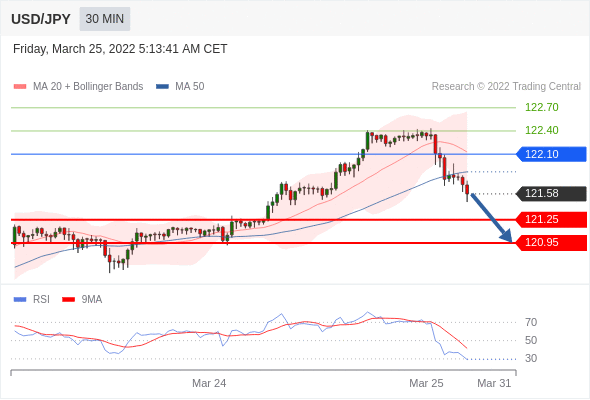 USD/JPY 30 MIN
Friday, March 25, 2022 5:13:41 AM CET
MA 20 + Bollinger Bands MA 50 Research © 2022 Trading Central
122.70
122.40
122.10
121.58
121.25
120.95
RSI 9MA
70
50
30
Mar 24 Mar 25 Mar 31